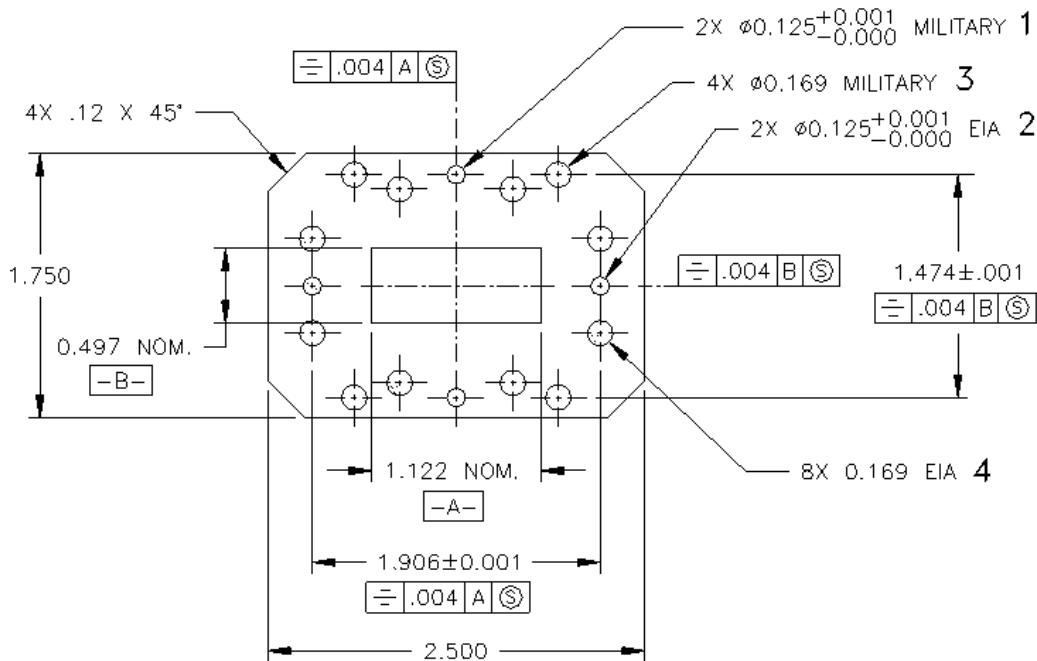 2X ⌀0.125+0.001 -0.000 MILITARY 1
⌯ .004 A Ⓢ
4X ⌀0.169 MILITARY 3
4X .12 X 45°
2X ⌀0.125+0.001 -0.000 EIA 2
1.750
⌯ .004 B Ⓢ
1.474±.001
⌯ .004 B Ⓢ
0.497 NOM.
-B-
1.122 NOM.
8X 0.169 EIA 4
-A-
1.906±0.001
⌯ .004 A Ⓢ
2.500